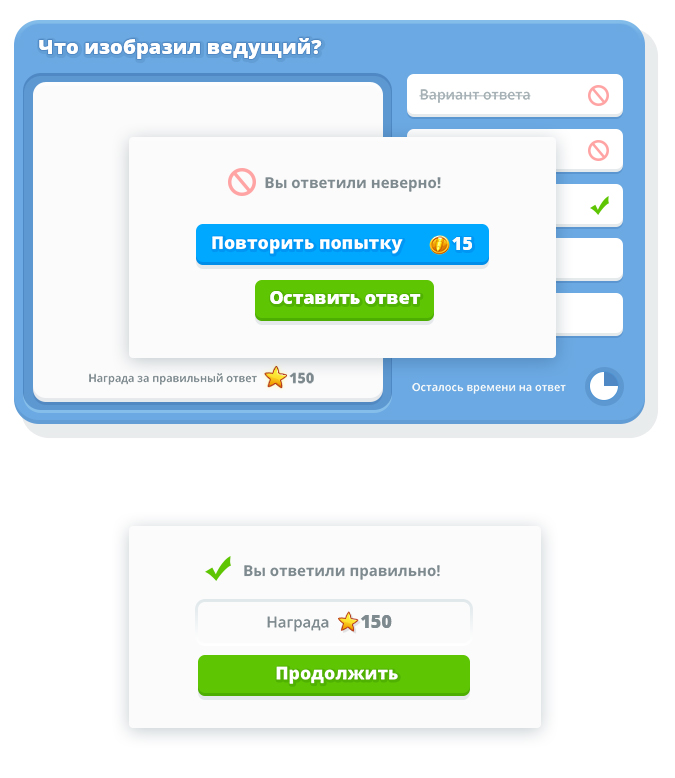 Что изобразил ведущий?
Вариант ответа
Вы ответили неверно!
Повторить попытку 15
Оставить ответ
Награда за правильный ответ 150
Осталось времени на ответ
Вы ответили правильно!
Награда 150
Продолжить